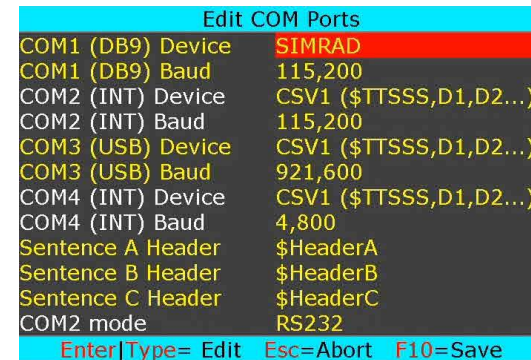 Edit COM Ports
COM1 (DB9) Device SIMRAD
COM1 (DB9) Baud 115,200
COM2 (INT) Device CSV1 ($TTSSS,D1,D2...)
COM2 (INT) Baud 115,200
COM3 (USB) Device CSV1 ($TTSSS,D1,D2...)
COM3 (USB) Baud 921,600
COM4 (INT) Device CSV1 ($TTSSS,D1,D2...)
COM4 (INT) Baud 4,800
Sentence A Header $HeaderA
Sentence B Header $HeaderB
Sentence C Header $HeaderC
COM2 mode RS232
Enter|Type= Edit Esc=Abort F10=Save